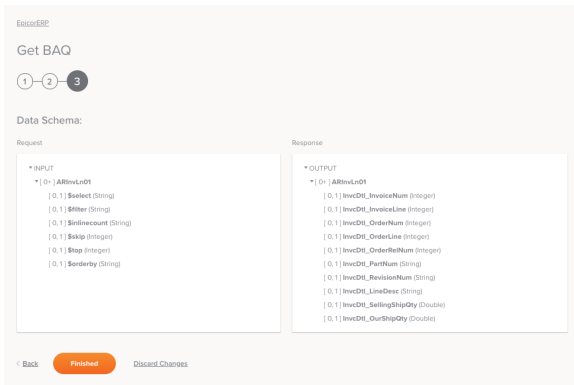 EpicorERP
Get BAQ
1 2 3
Data Schema:
Request
INPUT
[ 0+ ] ARInvLn01
[ 0, 1 ] $select (String)
[ 0, 1 ] $filter (String)
[ 0, 1 ] $inlinecount (String)
[ 0, 1 ] $skip (Integer)
[ 0, 1 ] $top (Integer)
[ 0, 1 ] $orderby (String)
Response
OUTPUT
[ 0+ ] ARInvLn01
[ 0, 1 ] InvcDtl_InvoiceNum (Integer)
[ 0, 1 ] InvcDtl_InvoiceLine (Integer)
[ 0, 1 ] InvcDtl_OrderNum (Integer)
[ 0, 1 ] InvcDtl_OrderLine (Integer)
[ 0, 1 ] InvcDtl_OrderRelNum (Integer)
[ 0, 1 ] InvcDtl_PartNum (String)
[ 0, 1 ] InvcDtl_RevisionNum (String)
[ 0, 1 ] InvcDtl_LineDesc (String)
[ 0, 1 ] InvcDtl_SellingShipQty (Double)
[ 0, 1 ] InvcDtl_OurShipQty (Double)
< Back Finished Discard Changes